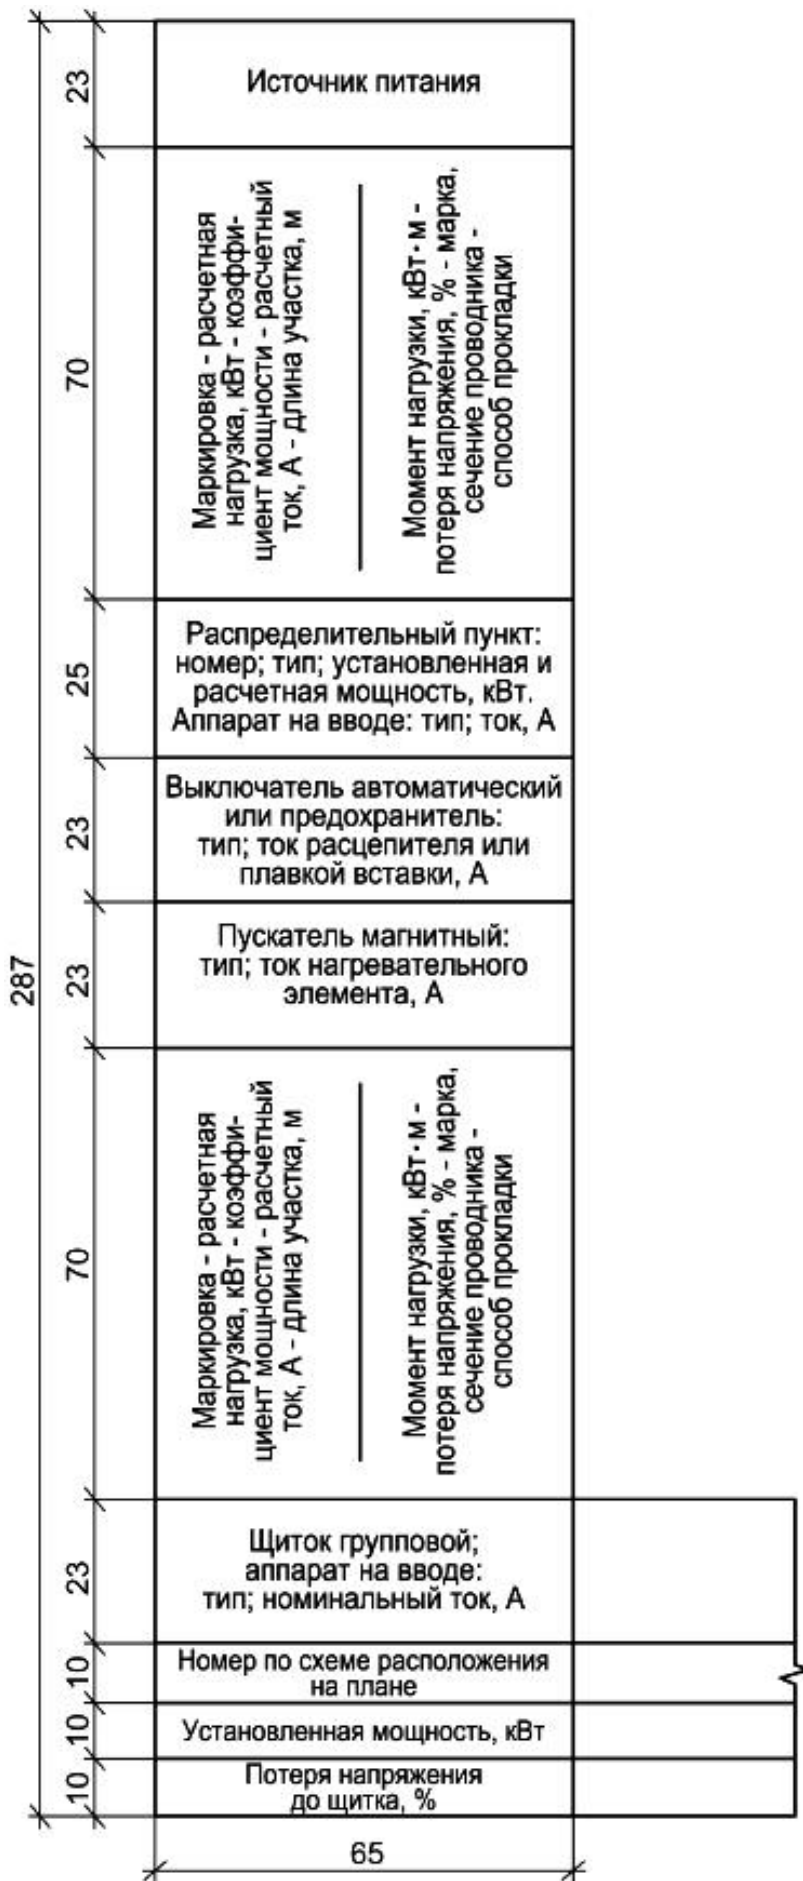 23
Источник питания
70
Маркировка - расчетная
нагрузка, кВт - коэффи-
циент мощности - расчетный
ток, А - длина участка, м
Момент нагрузки, кВт·м -
потеря напряжения, % - марка,
сечение проводника -
способ прокладки
25
Распределительный пункт:
номер; тип; установленная и
расчетная мощность, кВт.
Аппарат на вводе: тип; ток, А
23
Выключатель автоматический
или предохранитель:
тип; ток расцепителя или
плавкой вставки, А
287
23
Пускатель магнитный:
тип; ток нагревательного
элемента, А
70
Маркировка - расчетная
нагрузка, кВт - коэффи-
циент мощности - расчетный
ток, А - длина участка, м
Момент нагрузки, кВт·м -
потеря напряжения, % - марка,
сечение проводника -
способ прокладки
23
Щиток групповой;
аппарат на вводе:
тип; номинальный ток, А
10
Номер по схеме расположения
на плане
10
Установленная мощность, кВт
10
Потеря напряжения
до щитка, %
65